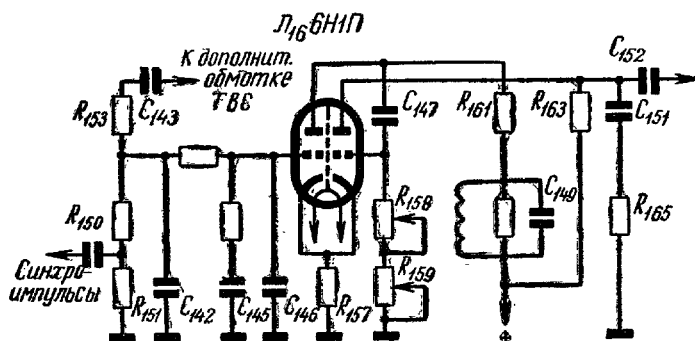 Л16 6Н1П
К дополнит.
обмотке
ТВС
C152
R153
C143
C147
R161
R163
C151
R150
R158
C149
R165
Синхро-
импульсы
R151
C142
C145
C146
R157
R159
+